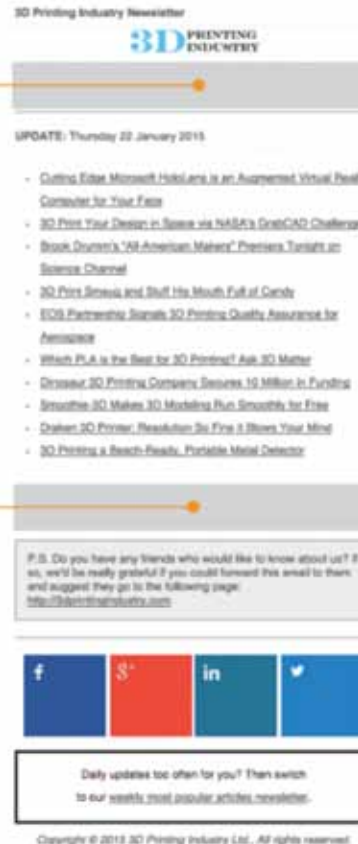 3D Printing Industry Newsletter
3D PRINTING
INDUSTRY
UPDATE: Thursday 22 January 2015
Cutting Edge Microsoft HoloLens is an Augmented Virtual Reali
Computer for Your Face
3D Print Your Design in Space via NASA's GrabCAD Challenge
Brook Drumm's "All-American Makers" Premiers Tonight on
Science Channel
3D Print Smaug and Stuff His Mouth Full of Candy
EOS Partnership Signals 3D Printing Quality Assurance for
Aerospace
Which PLA is the Best for 3D Printing? Ask 3D Matter
Dinosaur 3D Printing Company Secures 10 Million in Funding
Smoothie-3D Makes 3D Modeling Run Smoothly for Free
Draken 3D Printer: Resolution So Fine it Blows Your Mind
3D Printing a Beach-Ready, Portable Metal Detector
P.S. Do you have any friends who would like to know about us? If
so, we'd be really grateful if you could forward this email to them
and suggest they go to the following page:
http://3dprintingindustry.com
f g+ in
Daily updates too often for you? Then switch
to our weekly most popular articles newsletter.
Copyright © 2015 3D Printing Industry Ltd., All rights reserved.